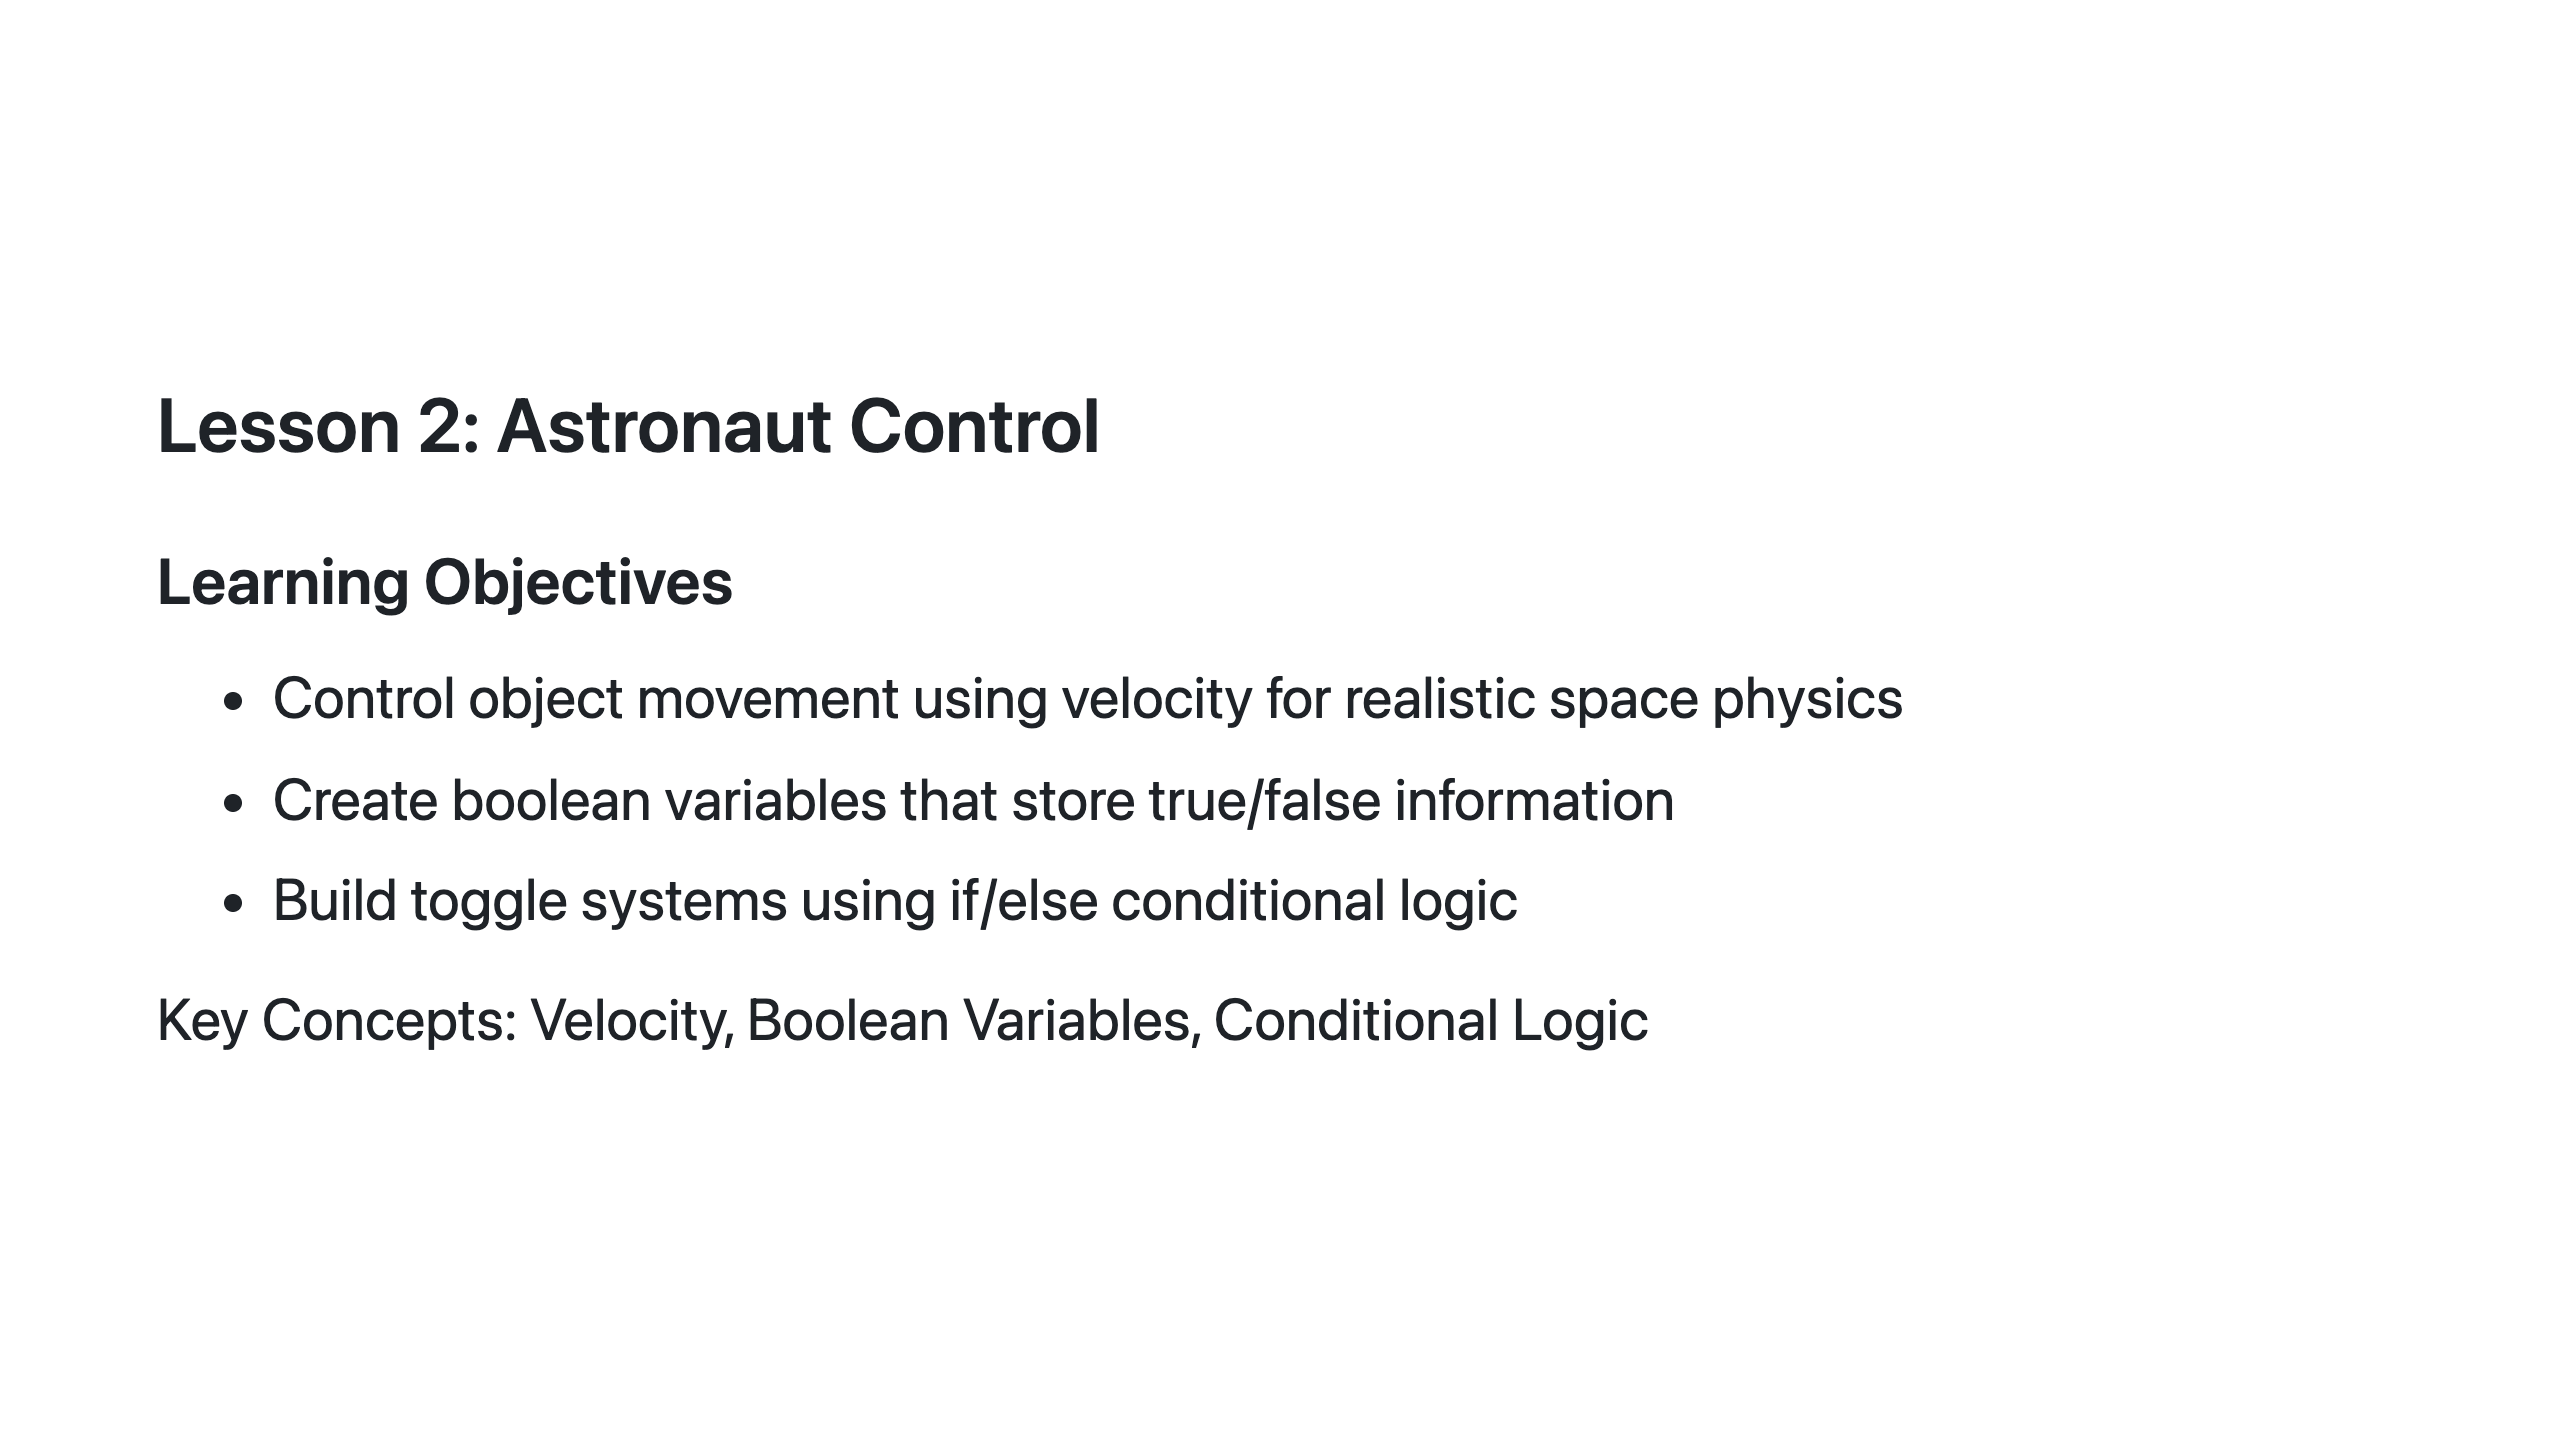 Lesson 2: Astronaut Control
Learning Objectives
• Control object movement using velocity for realistic space physics
• Create boolean variables that store true/false information
• Build toggle systems using if/else conditional logic
Key Concepts: Velocity, Boolean Variables, Conditional Logic